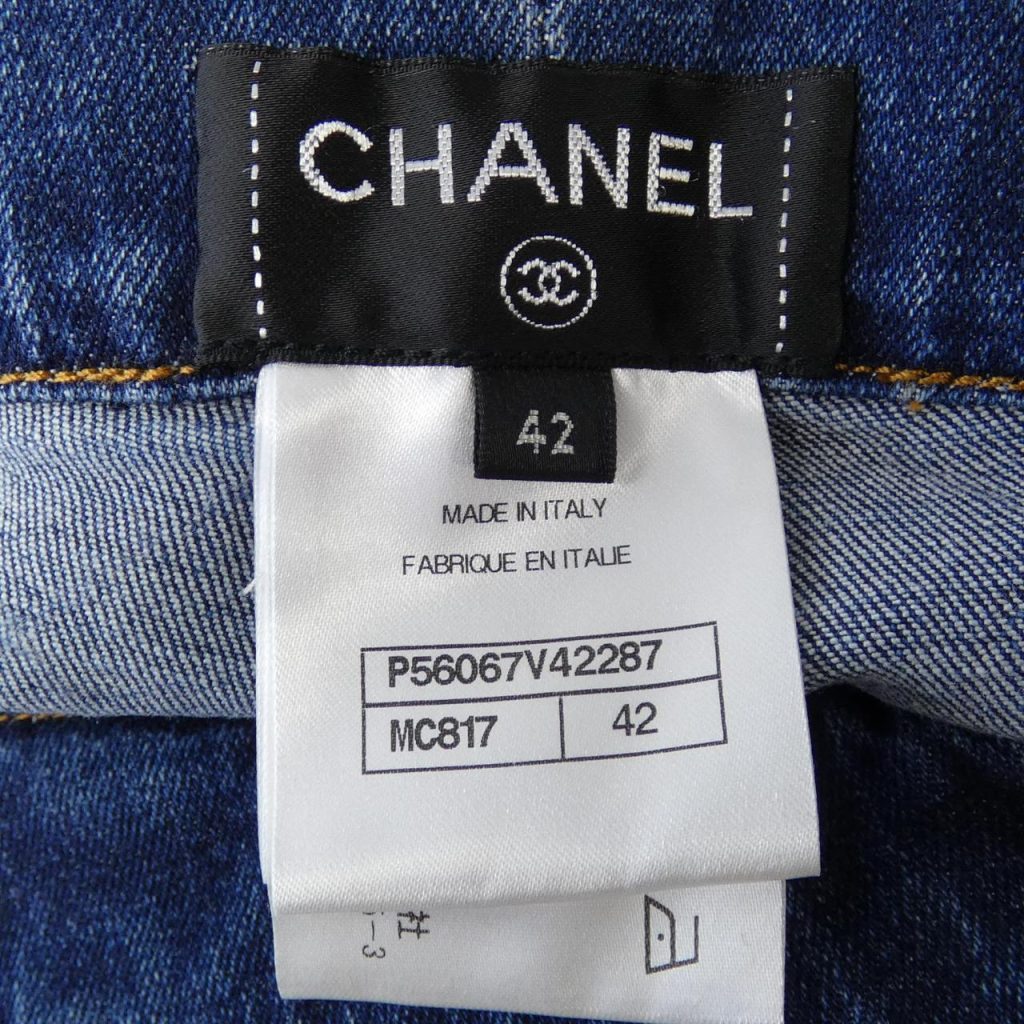 CHANEL
42
MADE IN ITALY
FABRIQUE EN ITALIE
P56067V42287
MC817 42